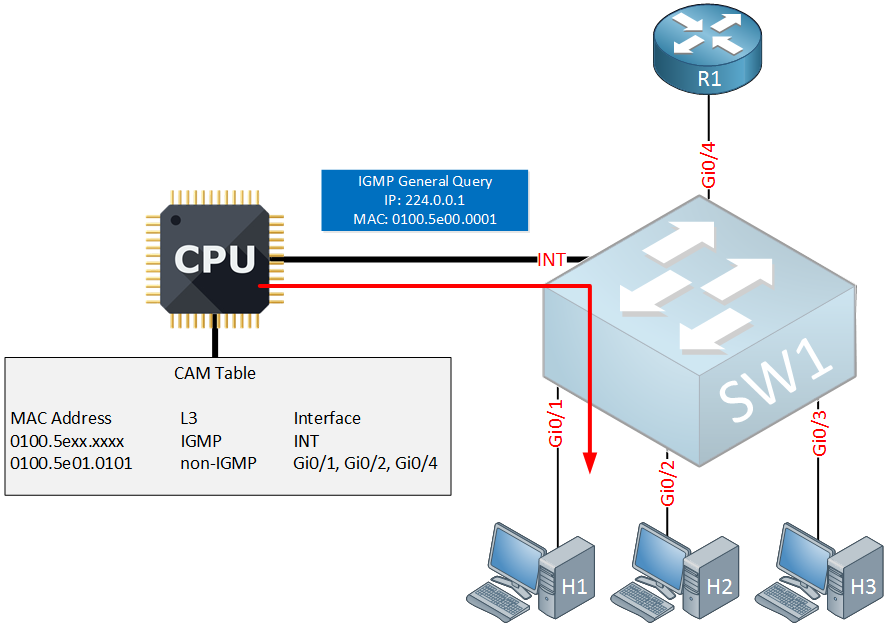 R1
Gi0/4
IGMP General Query
IP: 224.0.0.1
MAC: 0100.5e00.0001
CPU
INT
SW1
CAM Table
MAC Address L3 Interface
0100.5exx.xxxx IGMP INT
0100.5e01.0101 non-IGMP Gi0/1, Gi0/2, Gi0/4
Gi0/1
Gi0/2
Gi0/3
H1
H2
H3